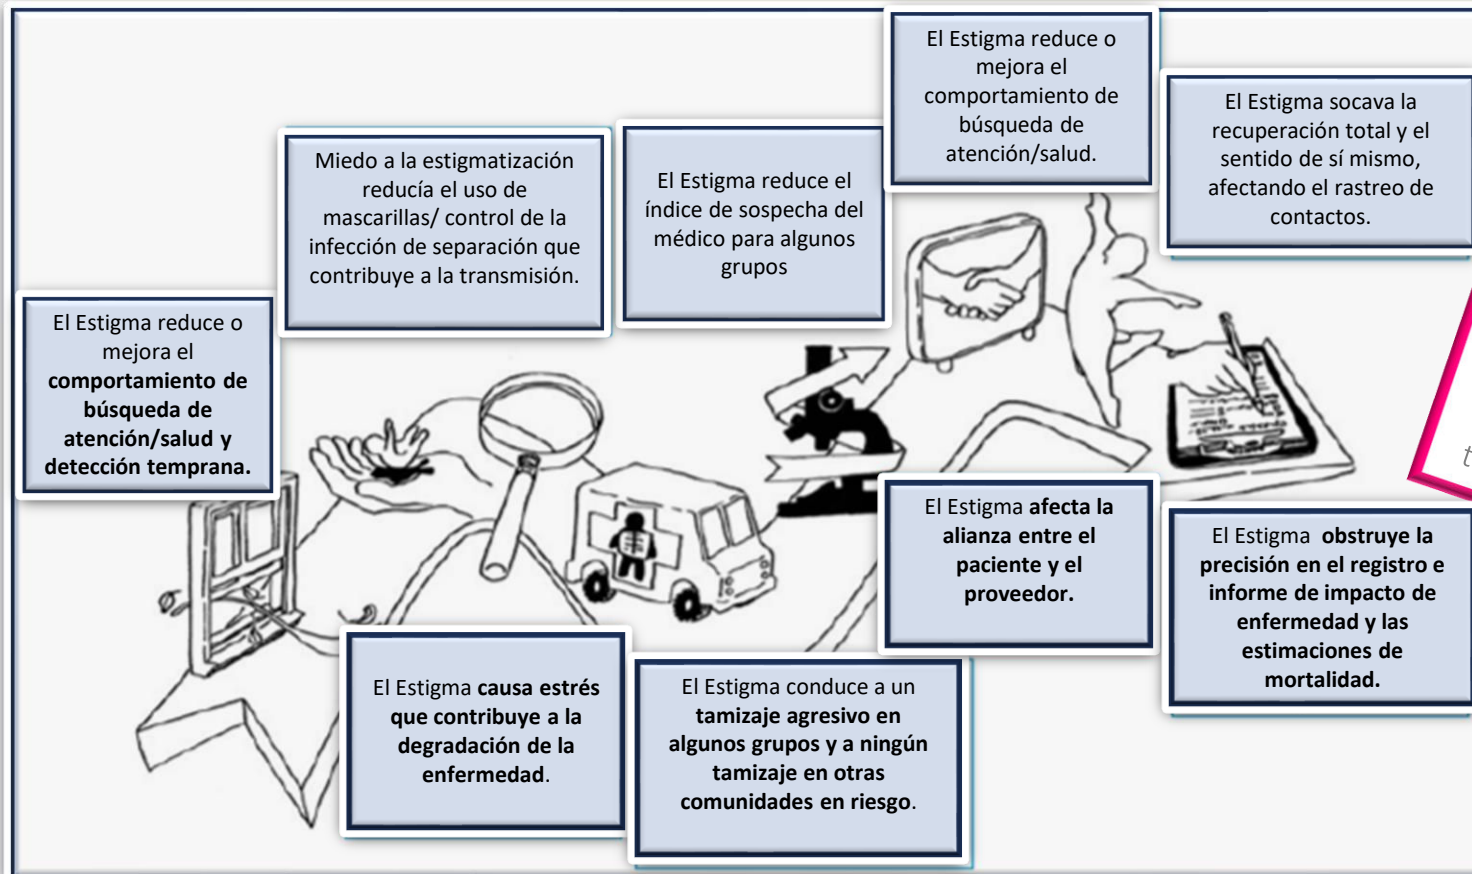 El Estigma reduce o
mejora el
comportamiento de
búsqueda de
atención/salud y
detección temprana.
Miedo a la estigmatización
reducía el uso de
mascarillas/ control de la
infección de separación que
contribuye a la transmisión.
El Estigma reduce el
índice de sospecha del
médico para algunos
grupos
El Estigma reduce o
mejora el
comportamiento de
búsqueda de
atención/salud.
El Estigma socava la
recuperación total y el
sentido de sí mismo,
afectando el rastreo de
contactos.
El Estigma causa estrés
que contribuye a la
degradación de la
enfermedad.
El Estigma conduce a un
tamizaje agresivo en
algunos grupos y a ningún
tamizaje en otras
comunidades en riesgo.
El Estigma afecta la
alianza entre el
paciente y el
proveedor.
El Estigma obstruye la
precisión en el registro e
informe de impacto de
enfermedad y las
estimaciones de
mortalidad.